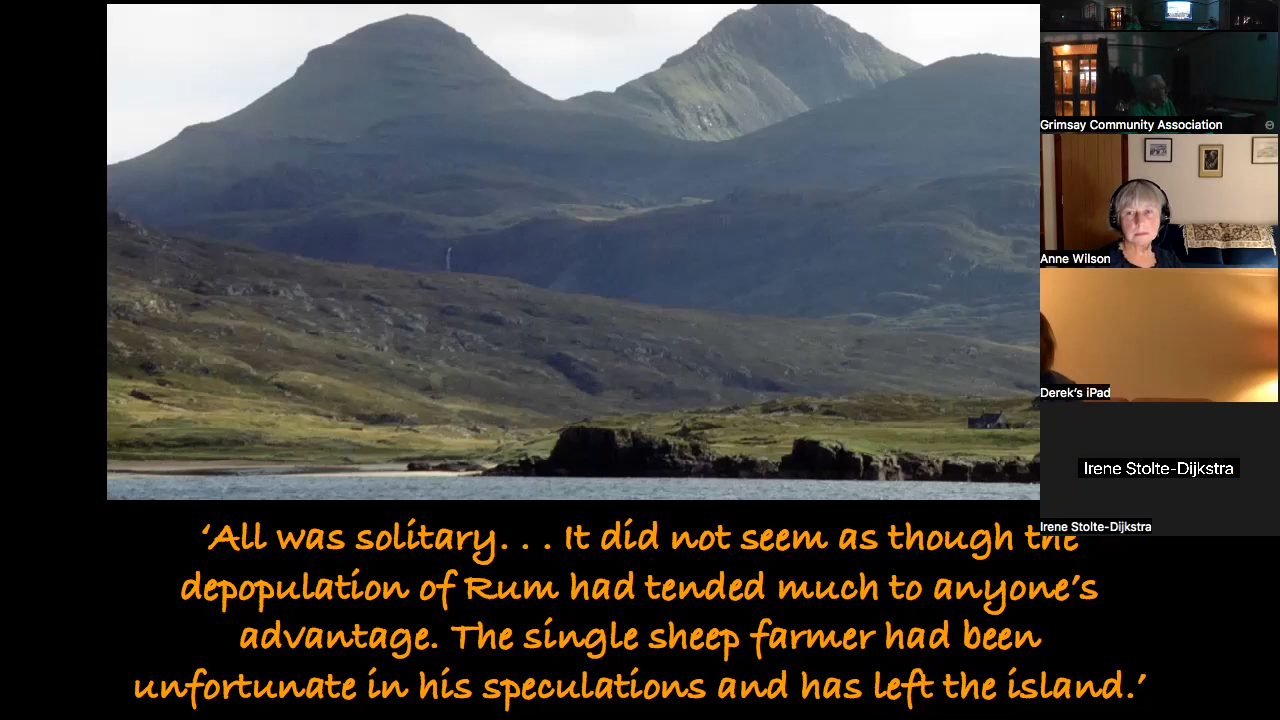 Grimsay Community Association
Anne Wilson
Derek's iPad
Irene Stolte-Dijkstra
Irene Stolte-Dijkstra
‘All was solitary. . . It did not seem as though the
depopulation of Rum had tended much to anyone’s
advantage. The single sheep farmer had been
unfortunate in his speculations and has left the island.’